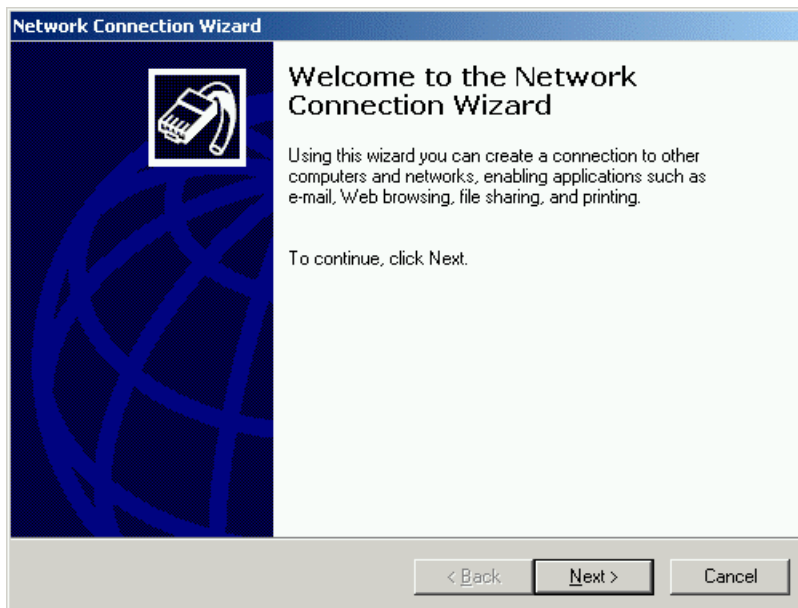 Network Connection Wizard
Welcome to the Network
Connection Wizard
Using this wizard you can create a connection to other
computers and networks, enabling applications such as
e-mail, Web browsing, file sharing, and printing.
To continue, click Next.
< Back Next > Cancel